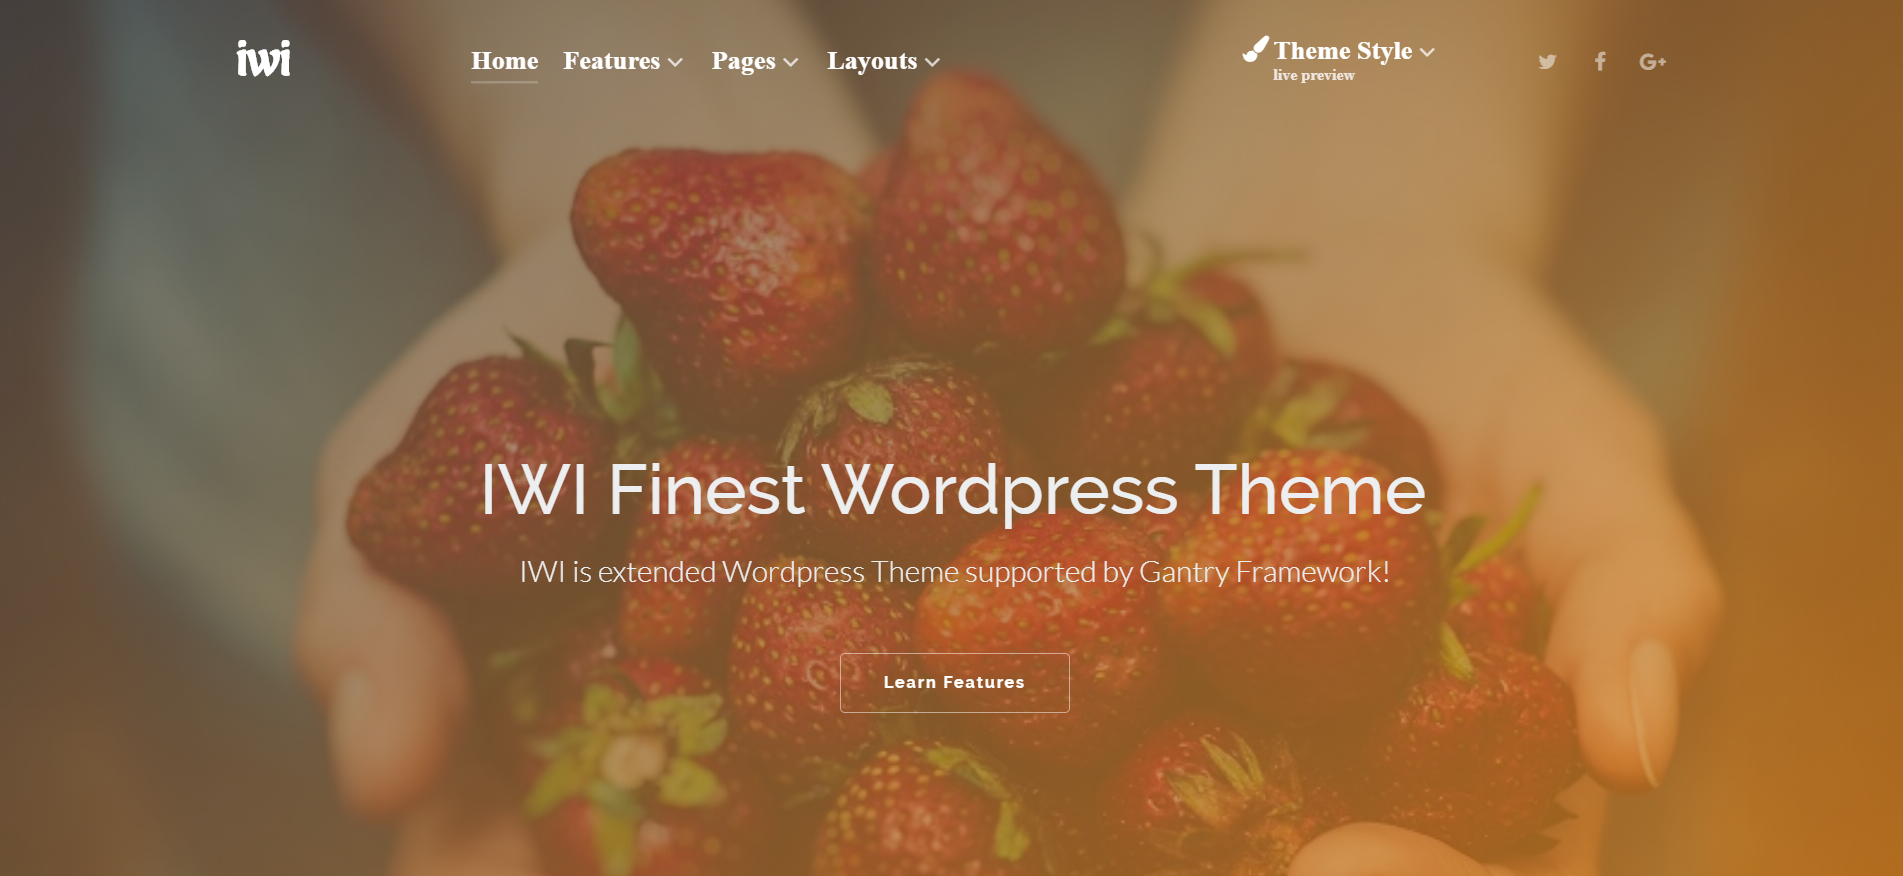 iwi
Home Features Pages Layouts
Theme Style
live preview
G+
IWI Finest Wordpress Theme
IWI is extended Wordpress Theme supported by Gantry Framework!
Learn Features